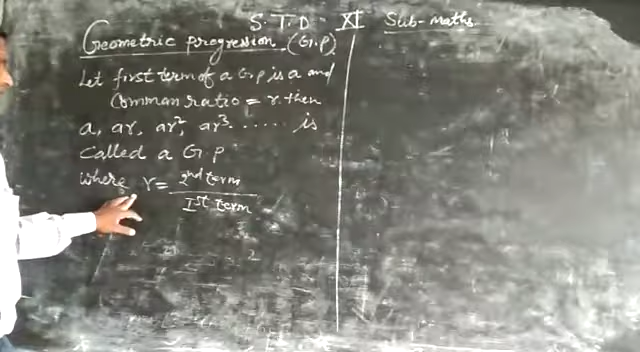 S.T.D - XI Sub-maths.
Geometric progression. (G.P)
Let first term of a G.P is a and
Common ratio = r. then
a, ar, ar², ar³ . . . . . . is
called a G.P
where r = 2nd term
Ist term